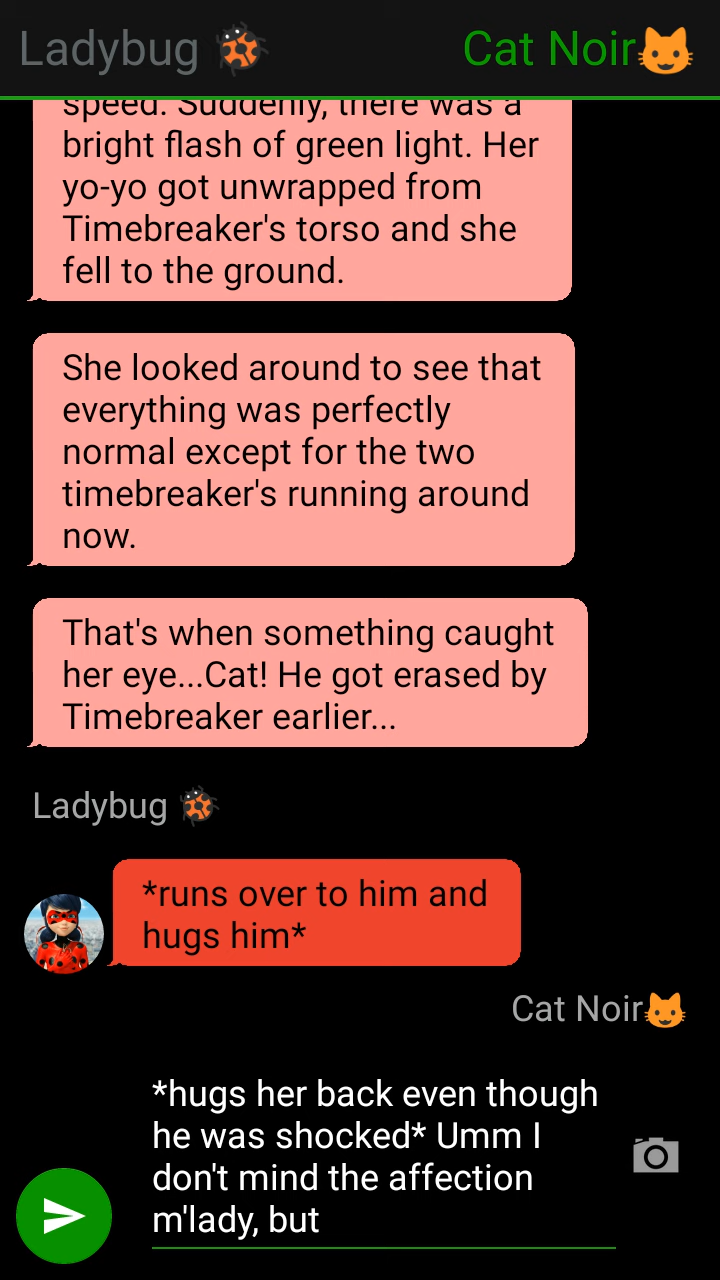 Ladybug 🐞 Cat Noir🐱
speed. Suddenly, there was a
bright flash of green light. Her
yo-yo got unwrapped from
Timebreaker's torso and she
fell to the ground.
She looked around to see that
everything was perfectly
normal except for the two
timebreaker's running around
now.
That's when something caught
her eye...Cat! He got erased by
Timebreaker earlier...
Ladybug 🐞
*runs over to him and
hugs him*
Cat Noir🐱
*hugs her back even though
he was shocked* Umm I
don't mind the affection
m'lady, but